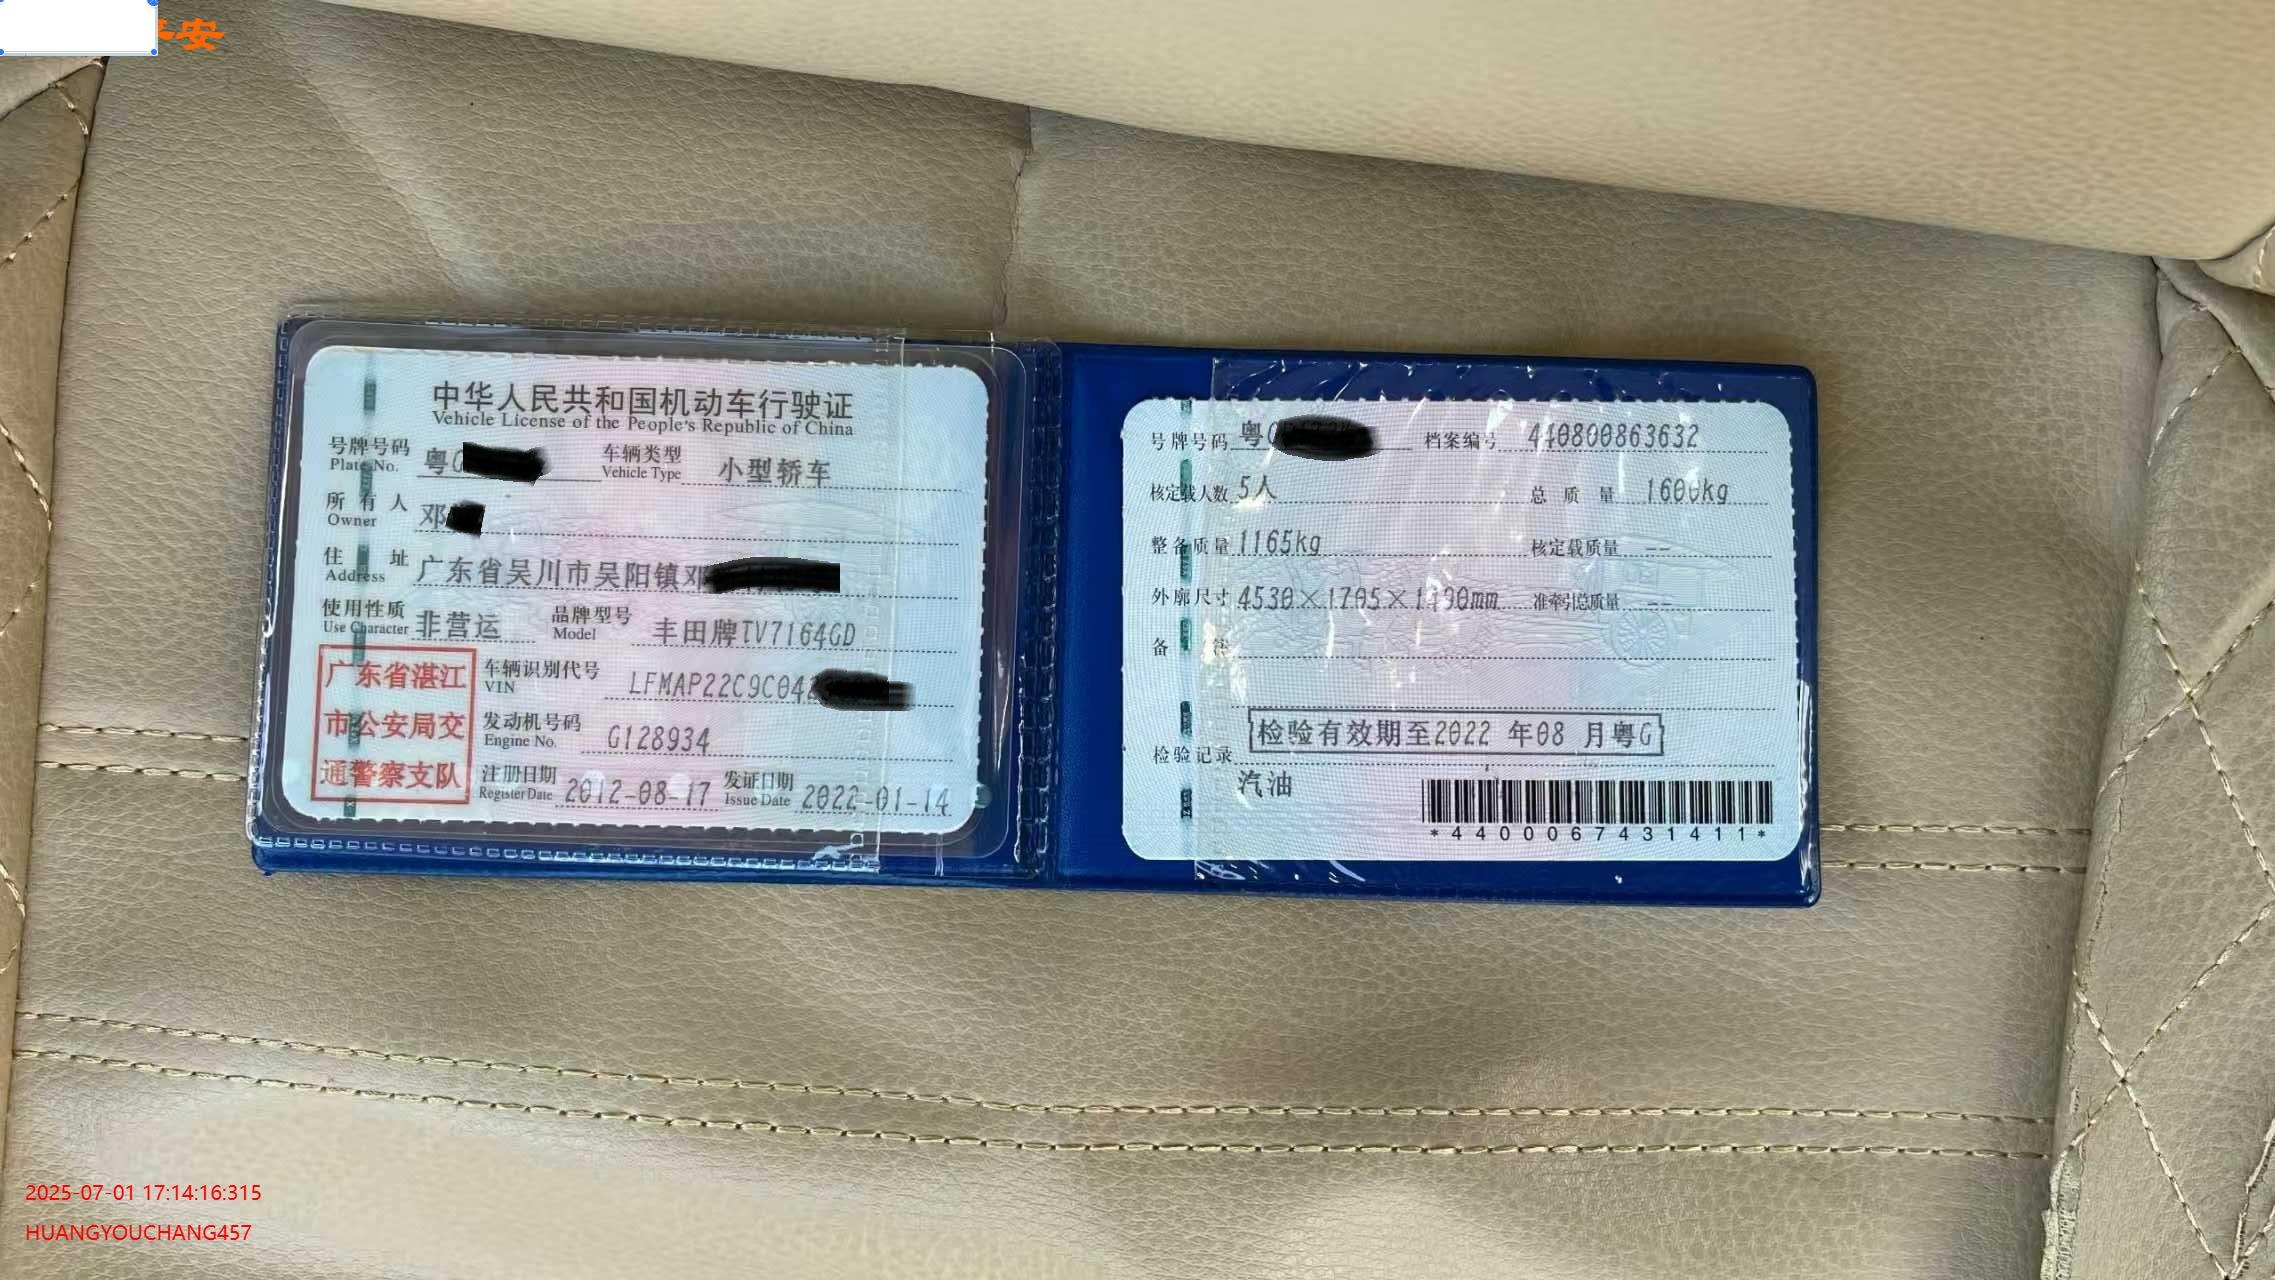 安
中华人民共和国机动车行驶证
Vehicle License of the People's Republic of China
号牌号码 粤G 车辆类型 小型轿车
Plate No. Vehicle Type
所有人 邓
Owner
住址 广东省吴川市吴阳镇邓
Address
使用性质 非营运 品牌型号 丰田牌TV7164GD
Use Character Model
广东省湛江
市公安局交
通警察支队
车辆识别代号 LFMAP22C9C042
VIN
发动机号码 G128934
Engine No.
注册日期 2012-08-17 发证日期 2022-01-14
Register Date Issue Date
号牌号码 粤G 档案编号 440800863632
核定载人数 5人 总质量 1600kg
整备质量 1165kg 核定载质量 --
外廓尺寸 4530×1705×1490mm 准牵引总质量 --
备注
检验有效期至2022 年08 月粤G
检验记录
汽油
*4400067431411*
2025-07-01 17:14:16:315
HUANGYOUCHANG457